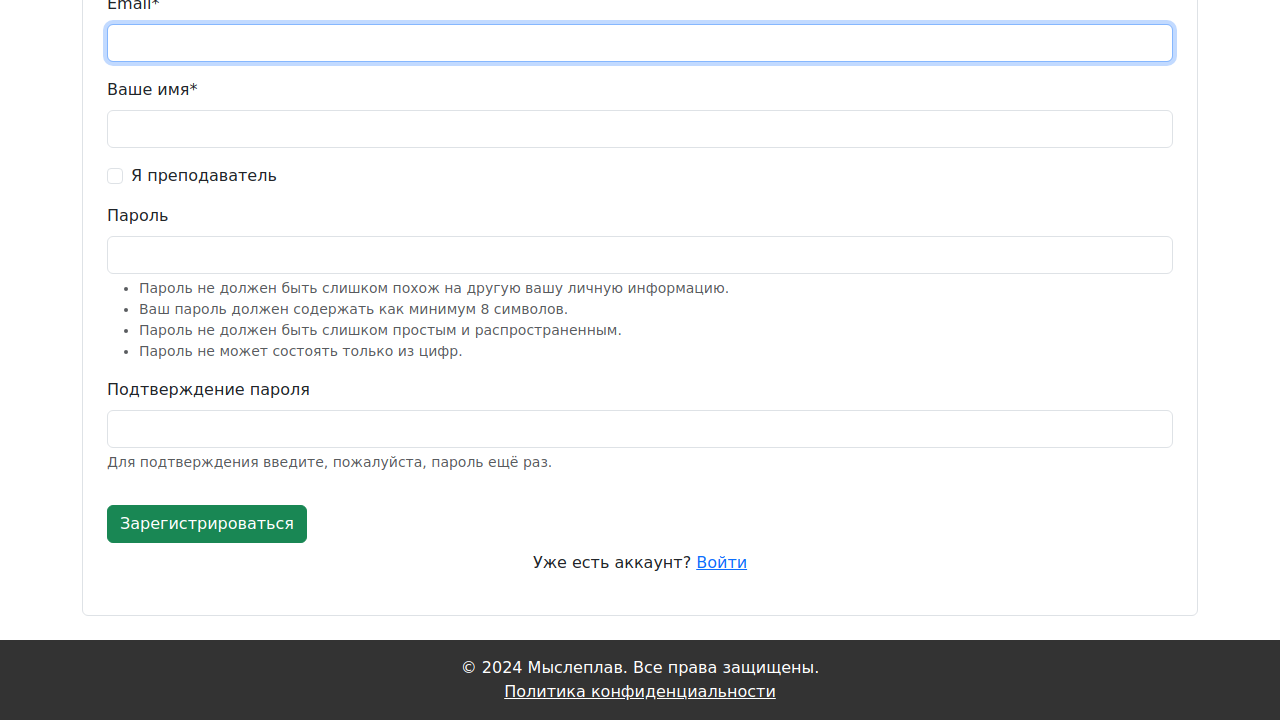 Email*
Ваше имя*
Я преподаватель
Пароль
Пароль не должен быть слишком похож на другую вашу личную информацию.
Ваш пароль должен содержать как минимум 8 символов.
Пароль не должен быть слишком простым и распространенным.
Пароль не может состоять только из цифр.
Подтверждение пароля
Для подтверждения введите, пожалуйста, пароль ещё раз.
Зарегистрироваться
Уже есть аккаунт? Войти
© 2024 Мыслеплав. Все права защищены.
Политика конфиденциальности